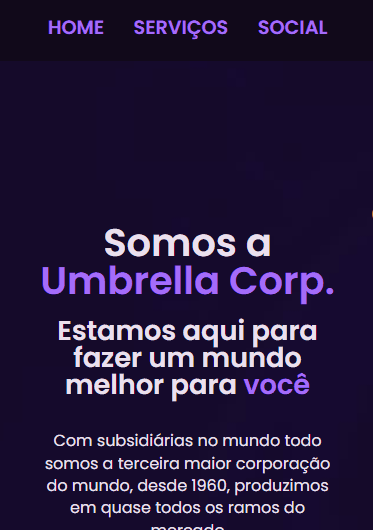 HOME SERVIÇOS SOCIAL
Somos a
Umbrella Corp.
Estamos aqui para
fazer um mundo
melhor para você
Com subsidiárias no mundo todo
somos a terceira maior corporação
do mundo, desde 1960, produzimos
em quase todos os ramos do
mercado